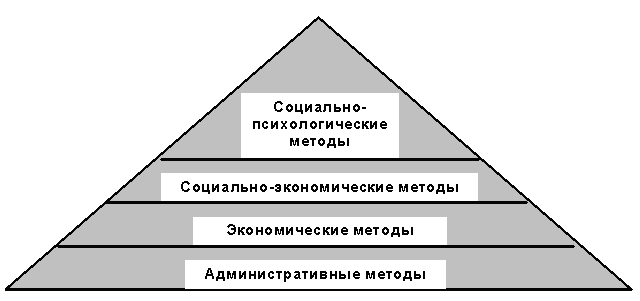 Социально-
психологические
методы
Социально-экономические методы
Экономические методы
Административные методы